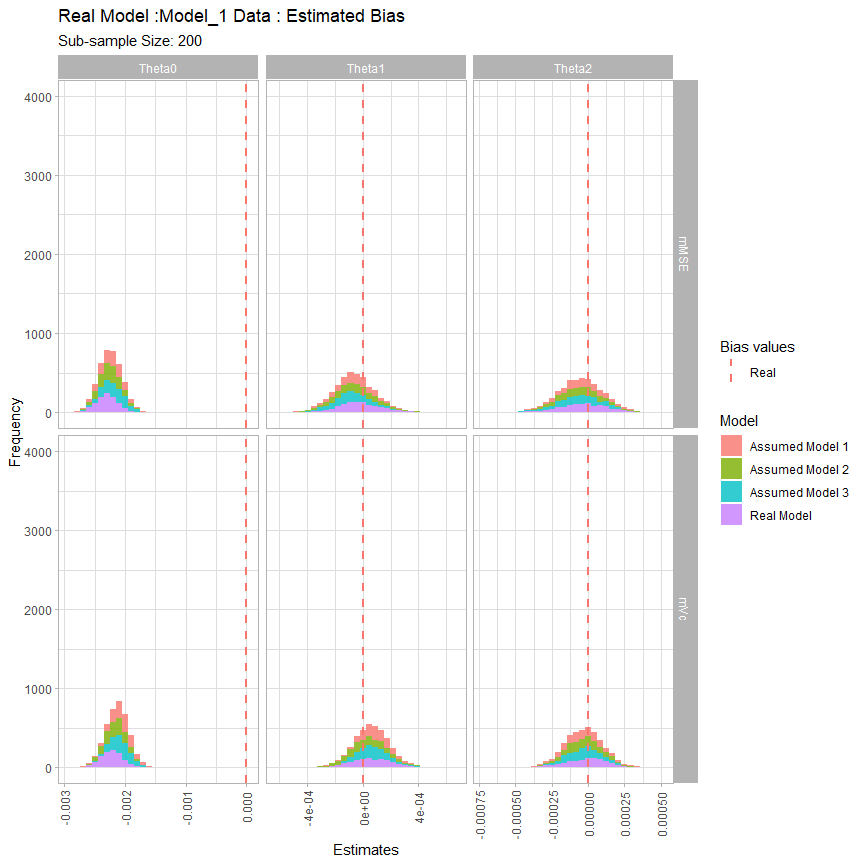 Real Model :Model_1 Data : Estimated Bias
Sub-sample Size: 200
Theta0 Theta1 Theta2
4000
3000
2000
1000
0
mMSE
4000
3000
2000
1000
0
mVc
Frequency
-0.003 -0.002 -0.001 0.000 -4e-04 0e+00 4e-04 -0.00075 -0.00050 -0.00025 0.00000 0.00025 0.00050
Estimates
Bias values
Real
Model
Assumed Model 1
Assumed Model 2
Assumed Model 3
Real Model